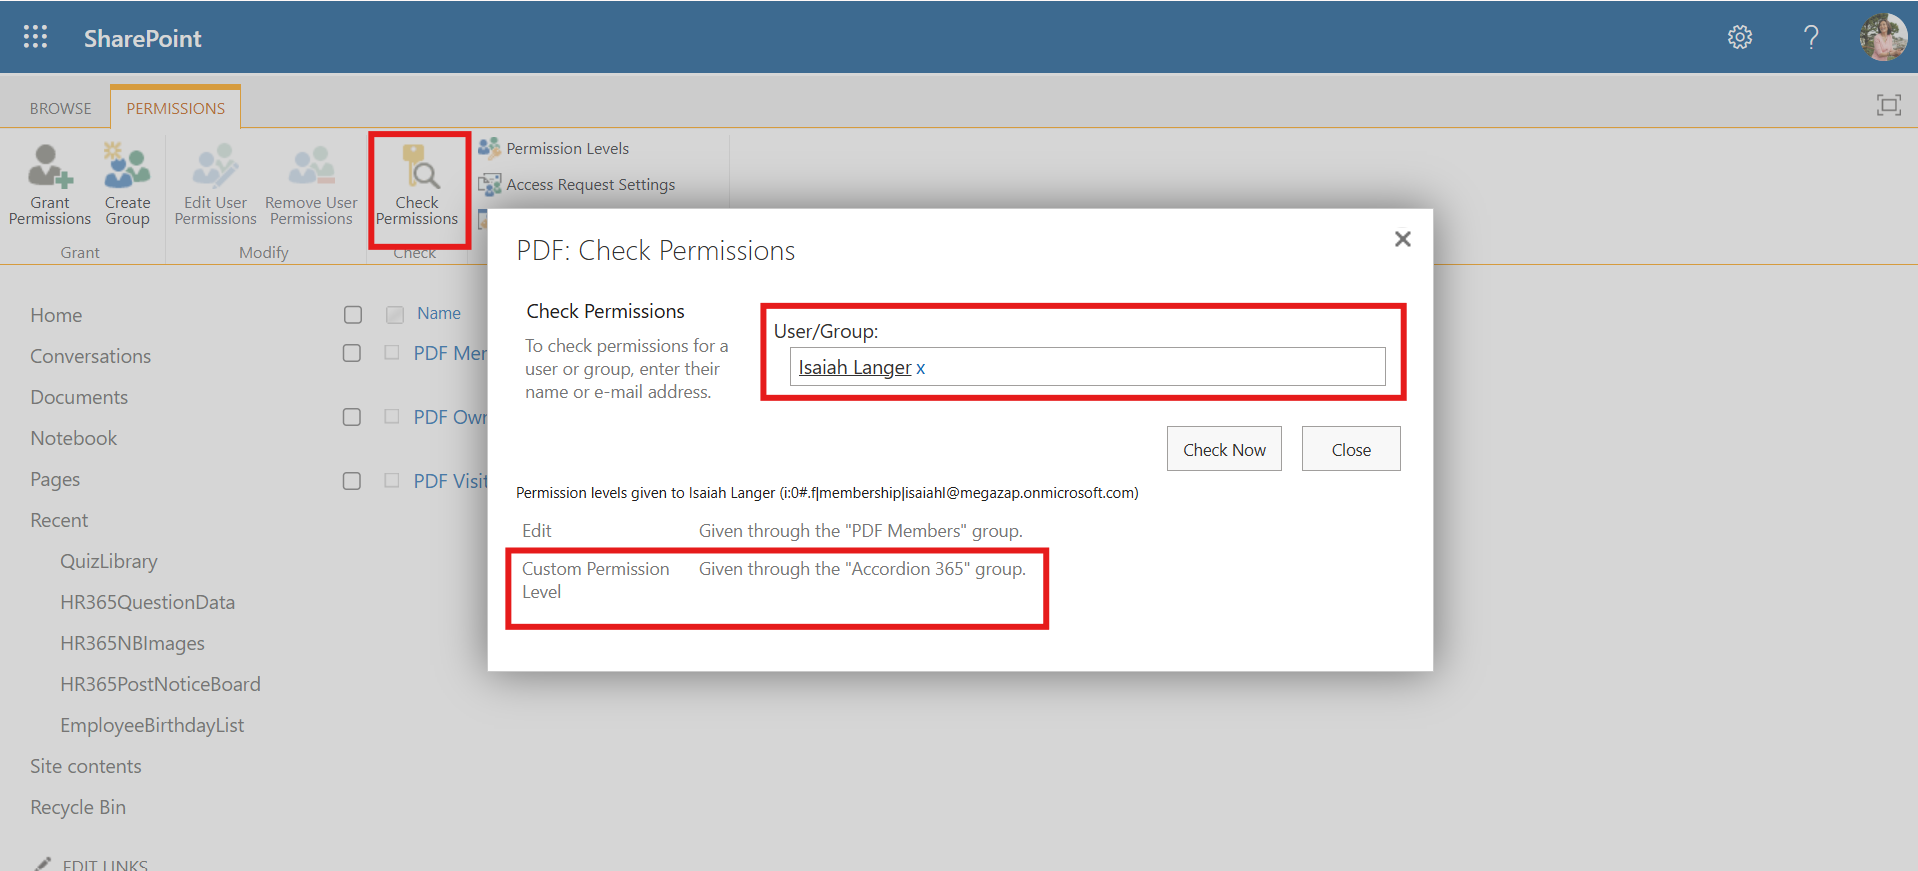 SharePoint
BROWSE
PERMISSIONS
Grant Permissions
Create Group
Edit User Permissions
Remove User Permissions
Check Permissions
Permission Levels
Access Request Settings
Grant
Modify
Check
Home
Conversations
Documents
Notebook
Pages
Recent
QuizLibrary
HR365QuestionData
HR365NBImages
HR365PostNoticeBoard
EmployeeBirthdayList
Site contents
Recycle Bin
EDIT LINKS
Name
PDF Mem
PDF Own
PDF Visit
PDF: Check Permissions
Check Permissions
To check permissions for a
user or group, enter their
name or e-mail address.
User/Group:
Isaiah Langer x
Check Now
Close
Permission levels given to Isaiah Langer (i:0#.f|membership|isaiahl@megazap.onmicrosoft.com)
Edit
Given through the "PDF Members" group.
Custom Permission
Level
Given through the "Accordion 365" group.